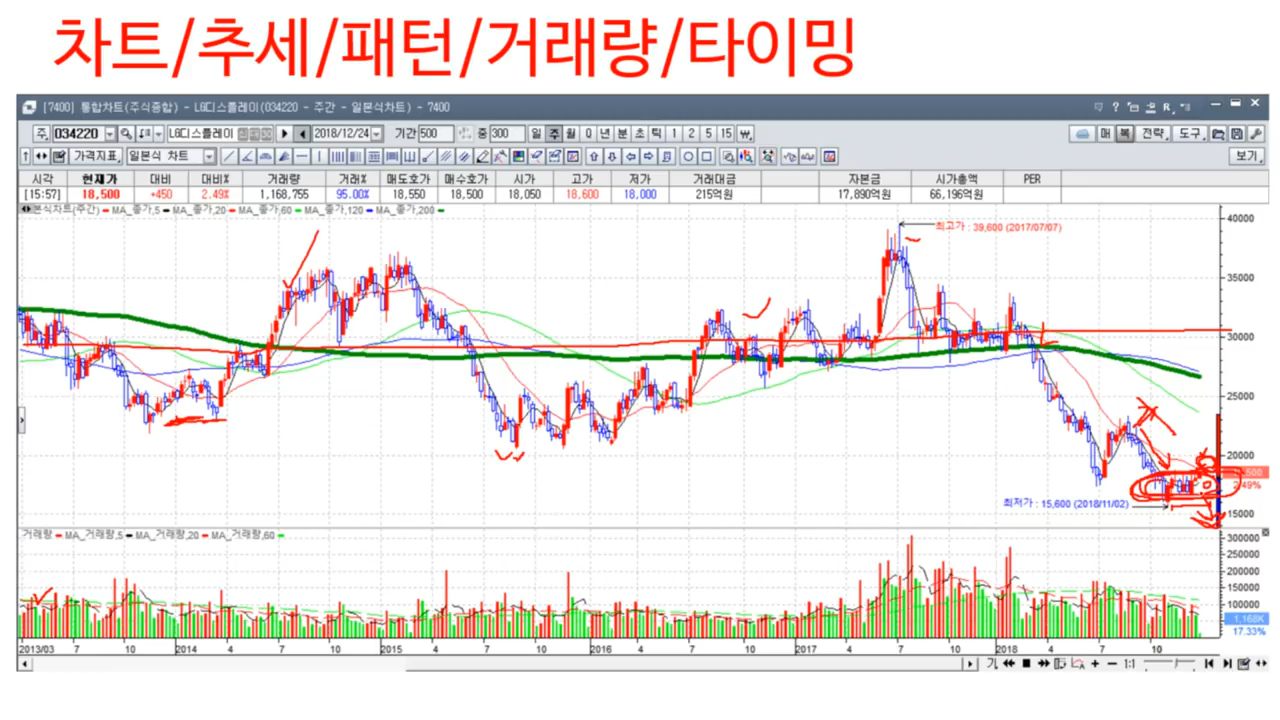 차트/추세/패턴/거래량/타이밍
[7400] 통합차트(주식종합) - LG디스플레이(034220 - 주간 - 일본식차트) - 7400
주 034220 LG디스플레이 2018/12/24 기간 500 중 300 일 주 월 년 분 초 틱 1 2 5 15 매 복 전략 도구
가격지표 일본식 차트 보기
시각 현재가 대비 대비% 거래량 거래% 매도호가 매수호가 시가 고가 저가 거래대금 자본금 시가총액 PER
[15:57] 18,500 +450 2.49% 1,168,755 95.00% 18,550 18,500 18,050 18,600 18,000 215억원 17,890억원 66,196억원
본식차트(주간) MA_종가,5 MA_종가,20 MA_종가,60 MA_종가,120 MA_종가,200
40000
최고가 : 39,600 (2017/07/07)
35000
30000
25000
20000
2.49%
최저가 : 15,600 (2018/11/02)
15000
거래량 MA_거래량,5 MA_거래량,20 MA_거래량,60
300000
250000
200000
150000
100000
1,168K
17.33%
2013/03 7 10 2014 4 7 10 2015 4 7 10 2016 4 7 10 2017 4 7 10 2018 4 7 10
1:1